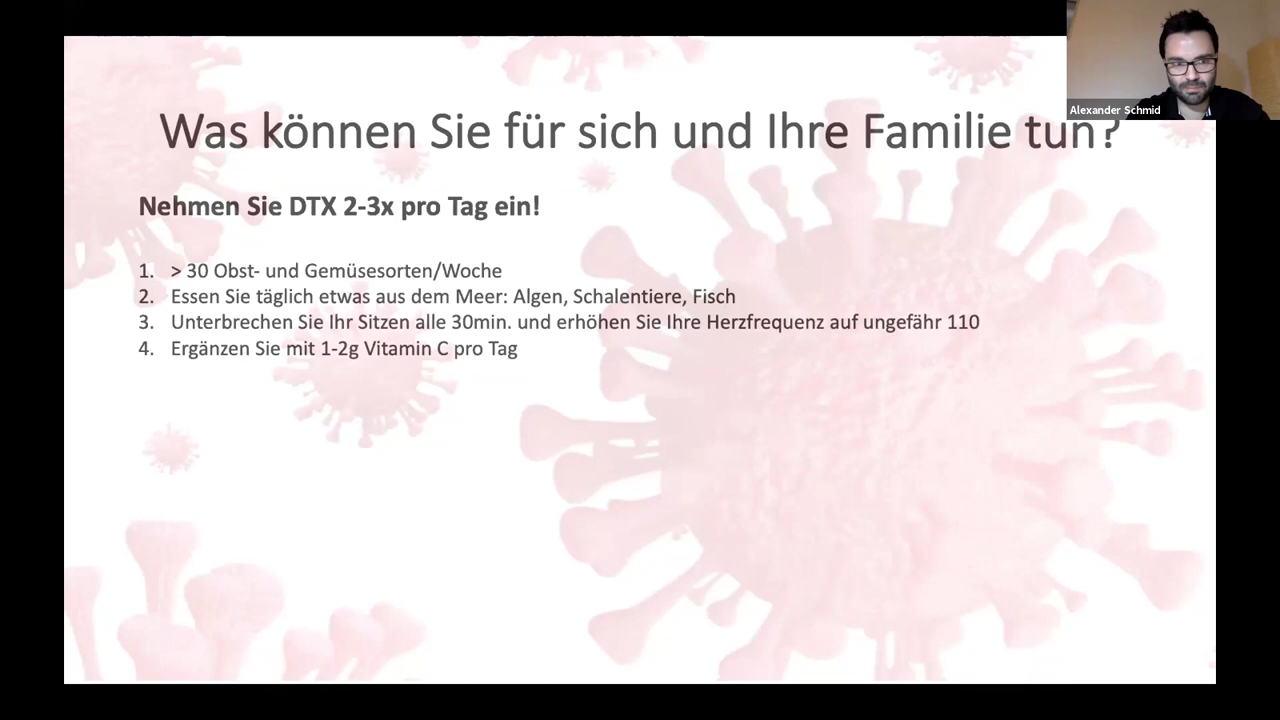 Alexander Schmid
Was können Sie für sich und Ihre Familie tun?
Nehmen Sie DTX 2-3x pro Tag ein!
1. > 30 Obst- und Gemüsesorten/Woche
2. Essen Sie täglich etwas aus dem Meer: Algen, Schalentiere, Fisch
3. Unterbrechen Sie Ihr Sitzen alle 30min. und erhöhen Sie Ihre Herzfrequenz auf ungefähr 110
4. Ergänzen Sie mit 1-2g Vitamin C pro Tag